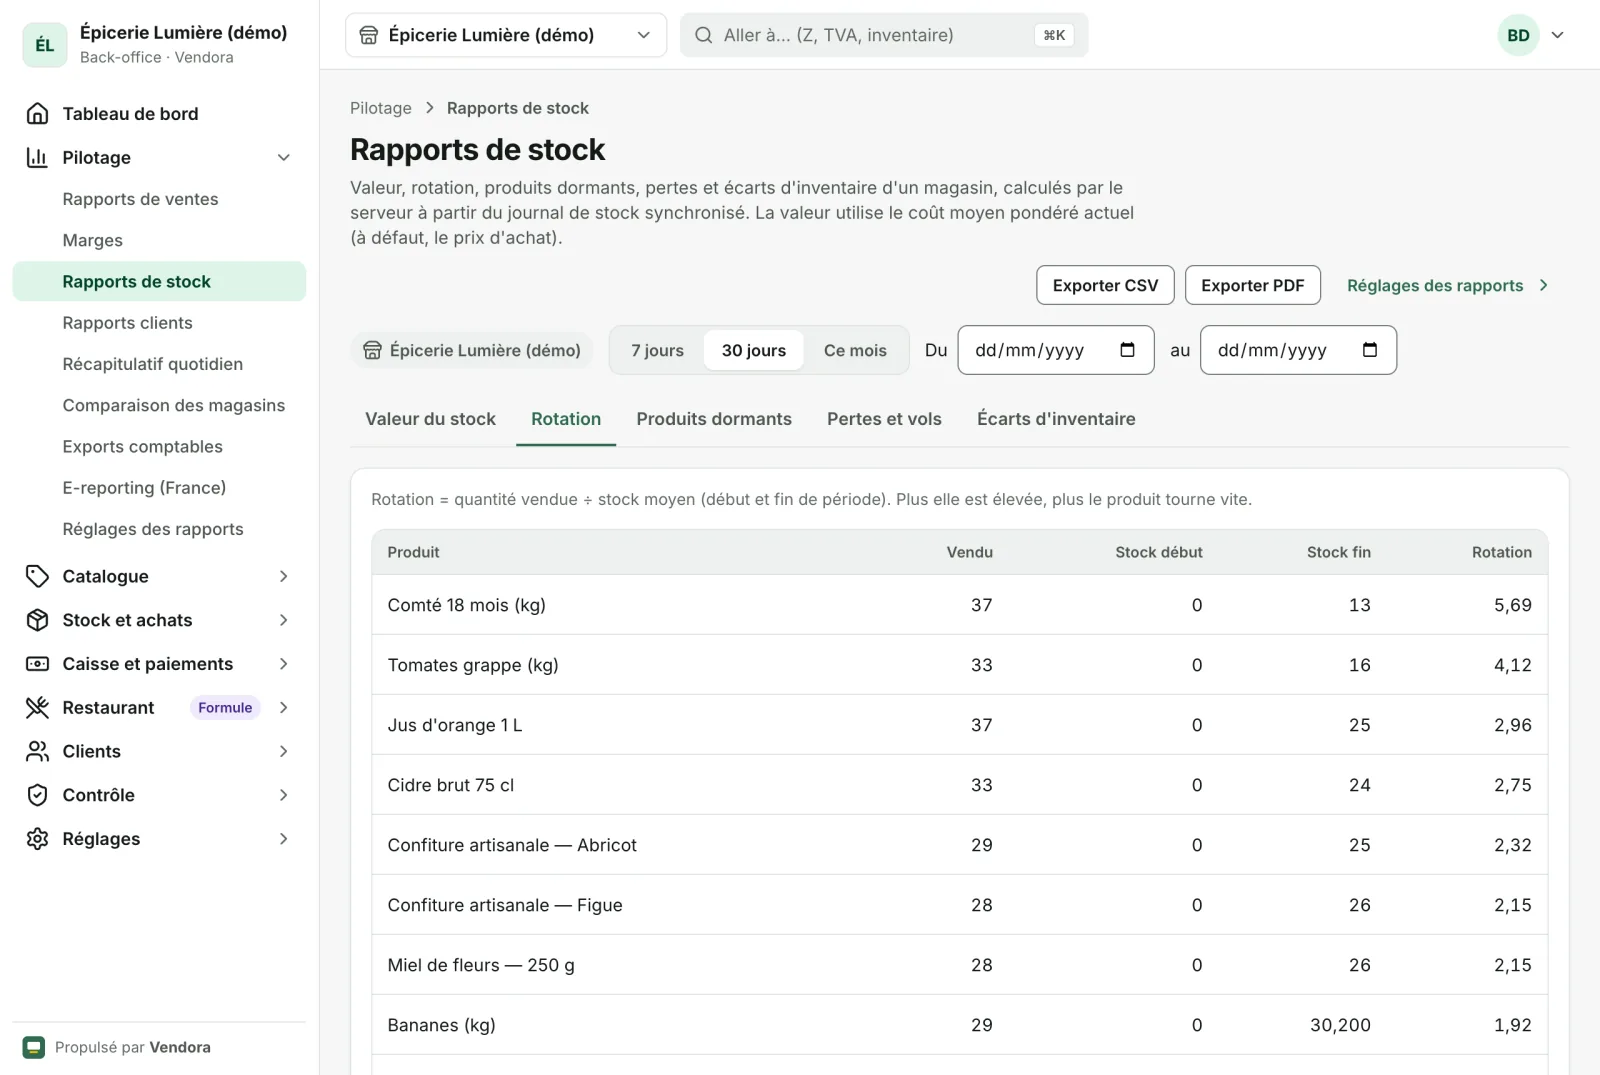 ÉL
Épicerie Lumière (démo)
Back-office · Vendora
Tableau de bord
Pilotage
Rapports de ventes
Marges
Rapports de stock
Rapports clients
Récapitulatif quotidien
Comparaison des magasins
Exports comptables
E-reporting (France)
Réglages des rapports
Catalogue
Stock et achats
Caisse et paiements
Restaurant Formule
Clients
Contrôle
Réglages
Propulsé par Vendora
Épicerie Lumière (démo)
Aller à... (Z, TVA, inventaire) ⌘K
BD
Pilotage > Rapports de stock
Rapports de stock
Valeur, rotation, produits dormants, pertes et écarts d'inventaire d'un magasin, calculés par le
serveur à partir du journal de stock synchronisé. La valeur utilise le coût moyen pondéré actuel
(à défaut, le prix d'achat).
Exporter CSV Exporter PDF Réglages des rapports
Épicerie Lumière (démo) 7 jours 30 jours Ce mois Du dd/mm/yyyy au dd/mm/yyyy
Valeur du stock Rotation Produits dormants Pertes et vols Écarts d'inventaire
Rotation = quantité vendue ÷ stock moyen (début et fin de période). Plus elle est élevée, plus le produit tourne vite.
Produit Vendu Stock début Stock fin Rotation
Comté 18 mois (kg) 37 0 13 5,69
Tomates grappe (kg) 33 0 16 4,12
Jus d'orange 1 L 37 0 25 2,96
Cidre brut 75 cl 33 0 24 2,75
Confiture artisanale — Abricot 29 0 25 2,32
Confiture artisanale — Figue 28 0 26 2,15
Miel de fleurs — 250 g 28 0 26 2,15
Bananes (kg) 29 0 30,200 1,92